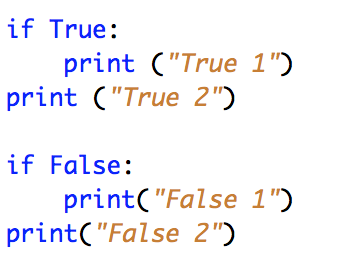 if True:
    print ("True 1")
print ("True 2")

if False:
    print("False 1")
print("False 2")